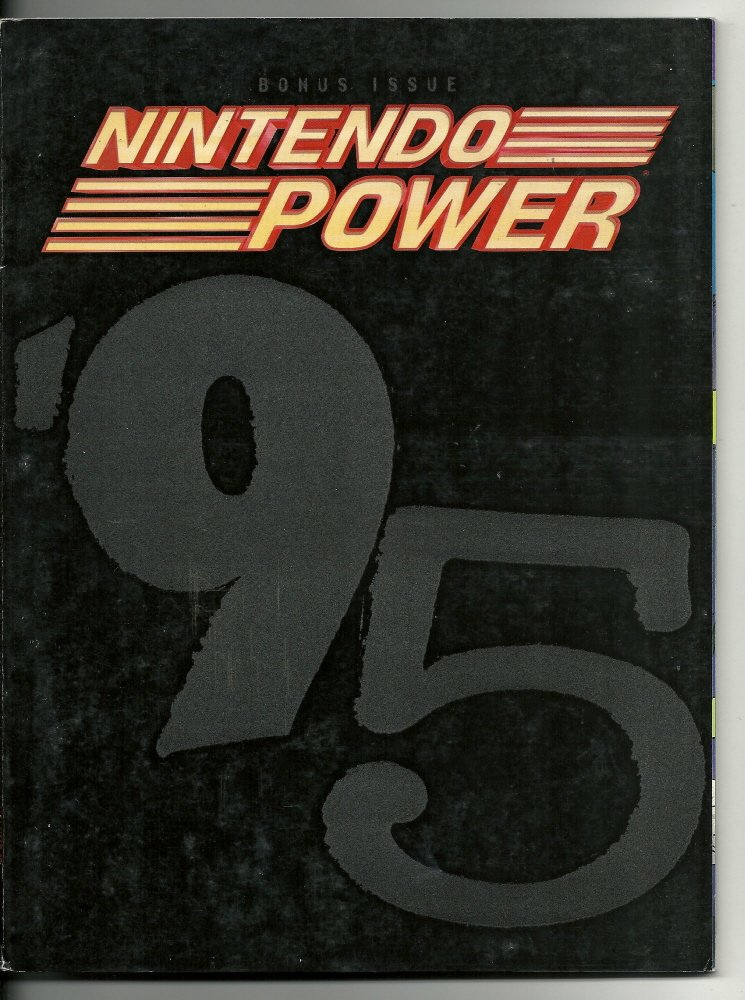 BONUS ISSUE
NINTENDO
POWER®
'95